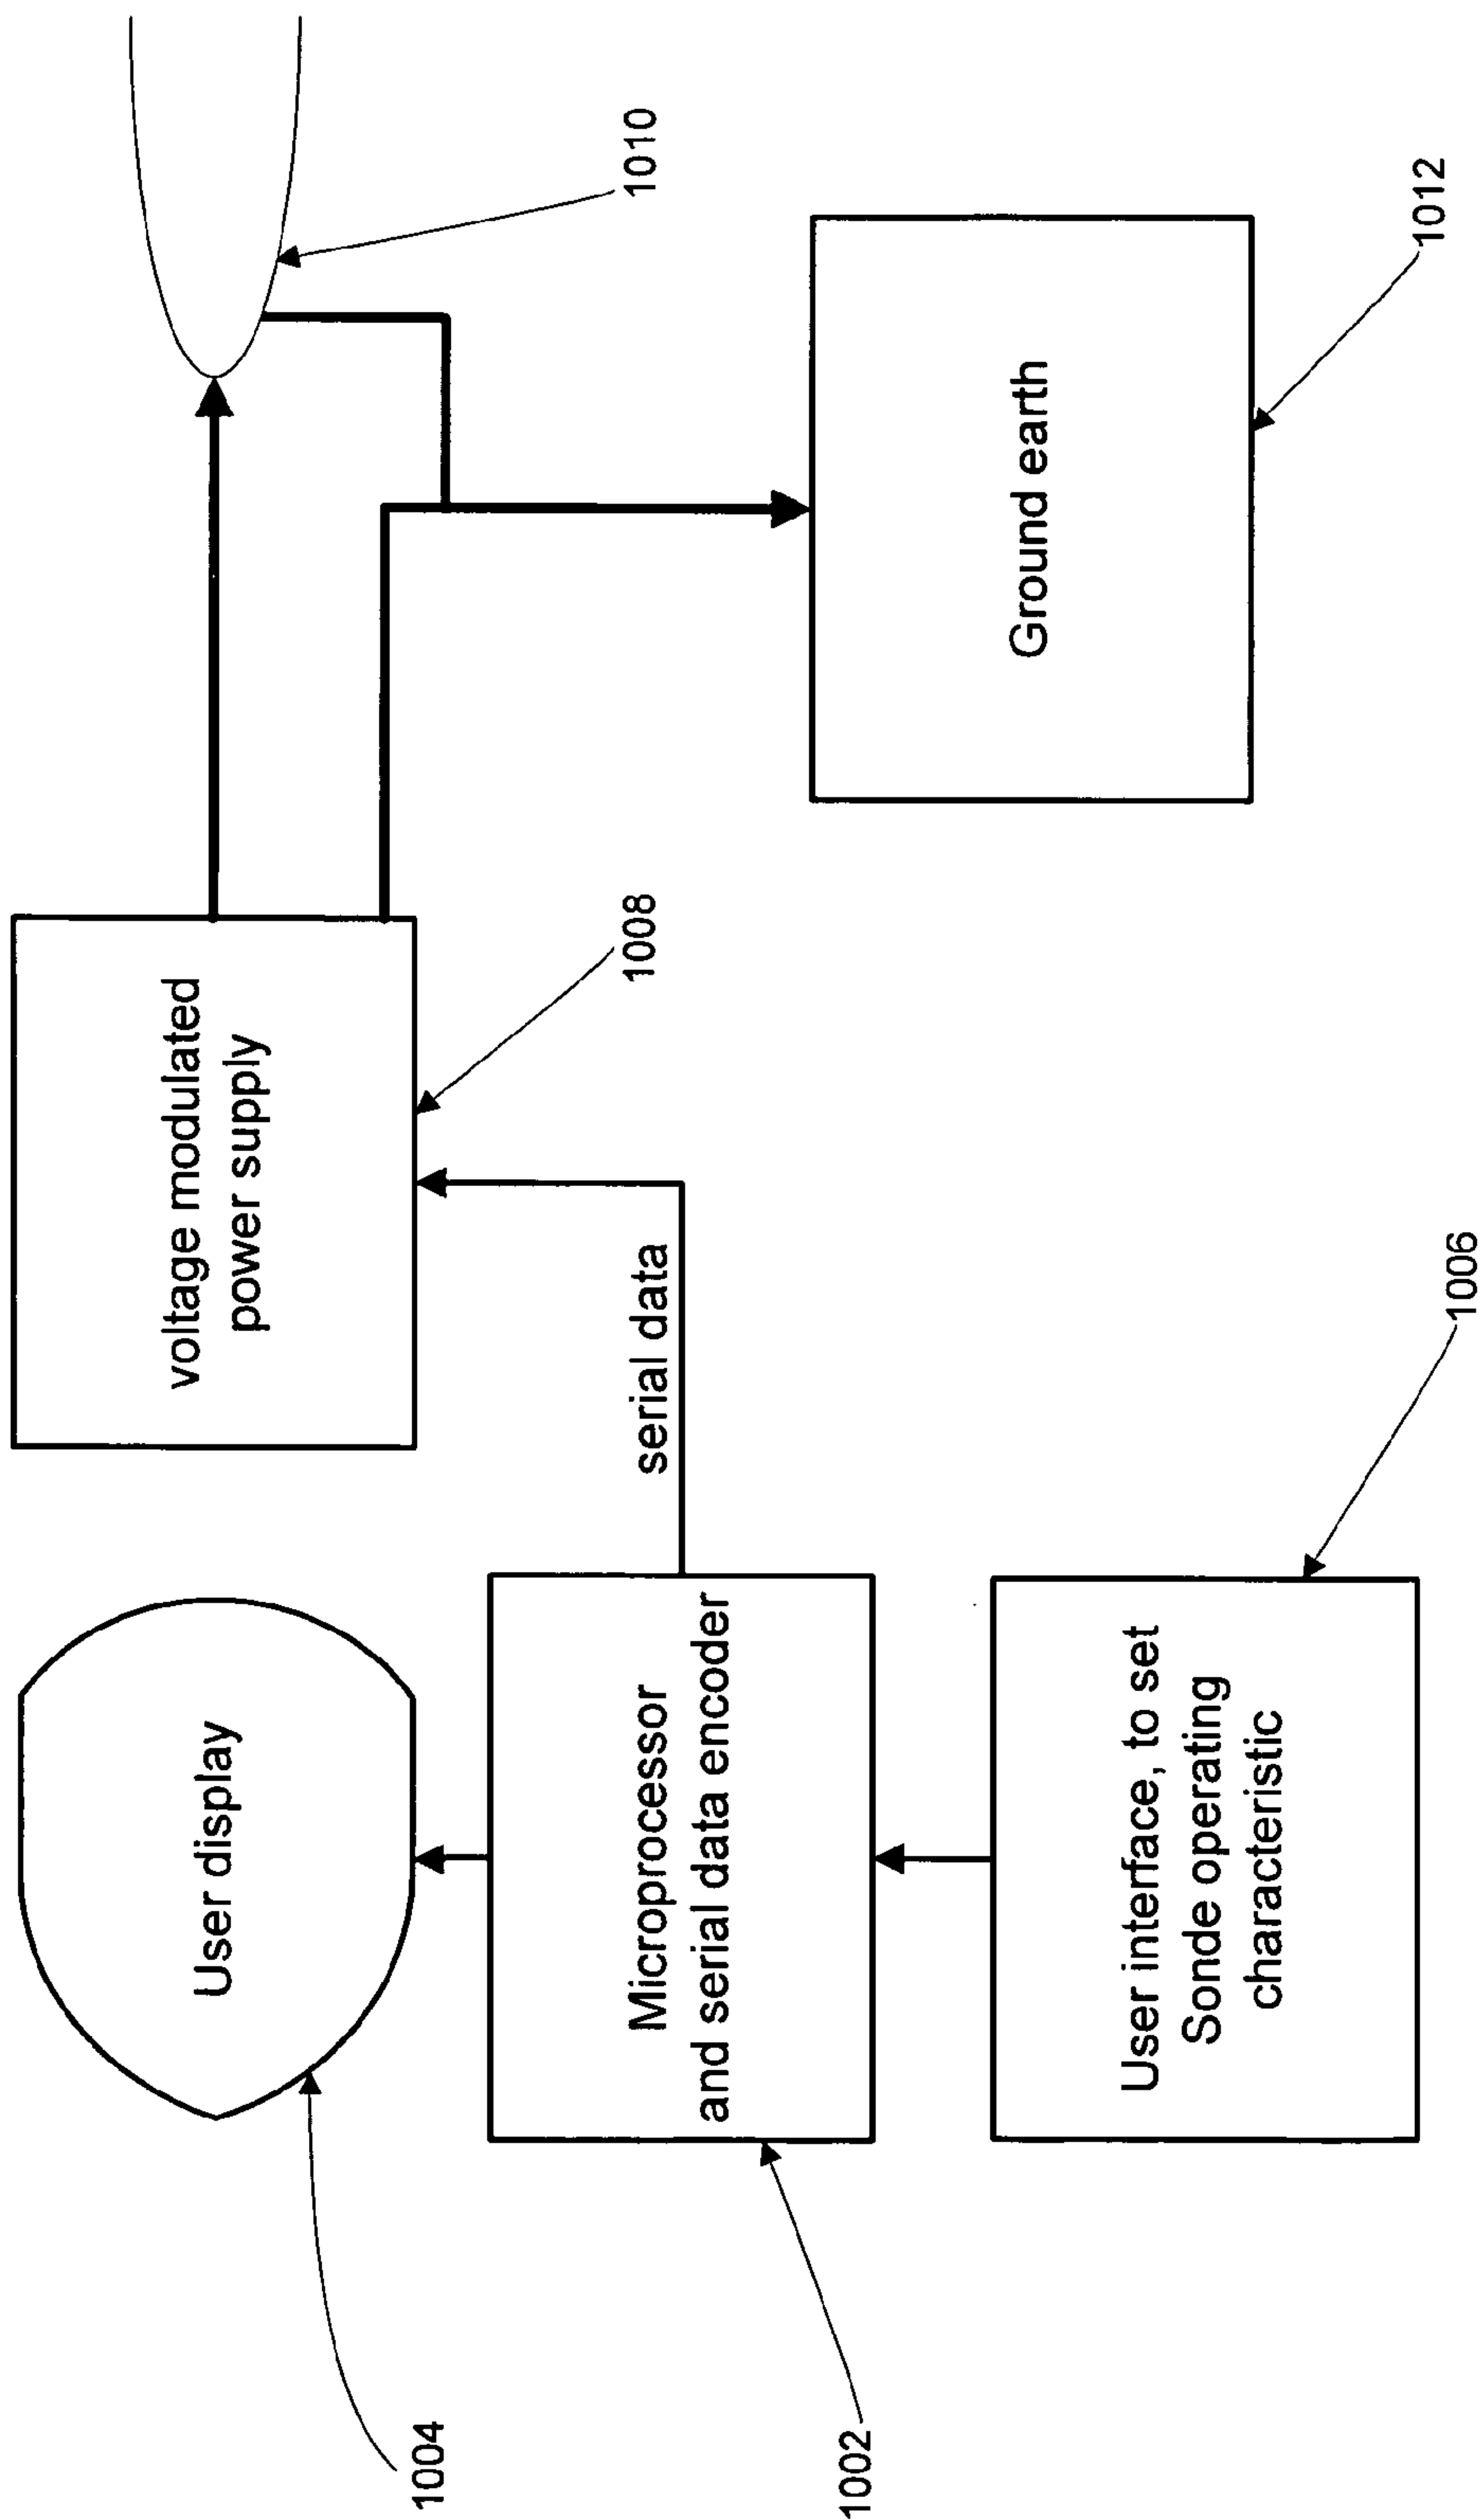 1004
User display
1002
Microprocessor
and serial data encoder
User interface, to set
Sonde operating
characteristic
1006
serial data
voltage modulated
power supply
1008
1010
Ground earth
1012